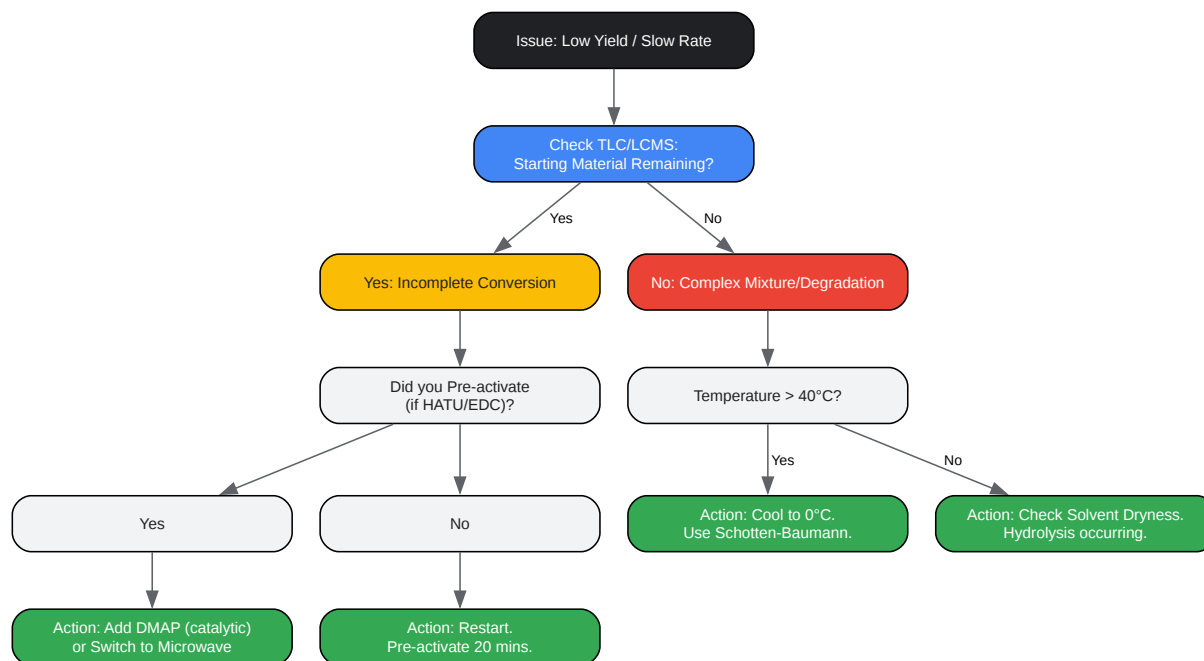 Issue: Low Yield / Slow Rate
Check TLC/LCMS:
Starting Material Remaining?
Yes
No
Yes: Incomplete Conversion
No: Complex Mixture/Degradation
Did you Pre-activate
(if HATU/EDC)?
Temperature > 40°C?
Yes
No
Yes
No
Action: Cool to 0°C.
Use Schotten-Baumann.
Action: Check Solvent Dryness.
Hydrolysis occurring.
Action: Add DMAP (catalytic)
or Switch to Microwave
Action: Restart.
Pre-activate 20 mins.